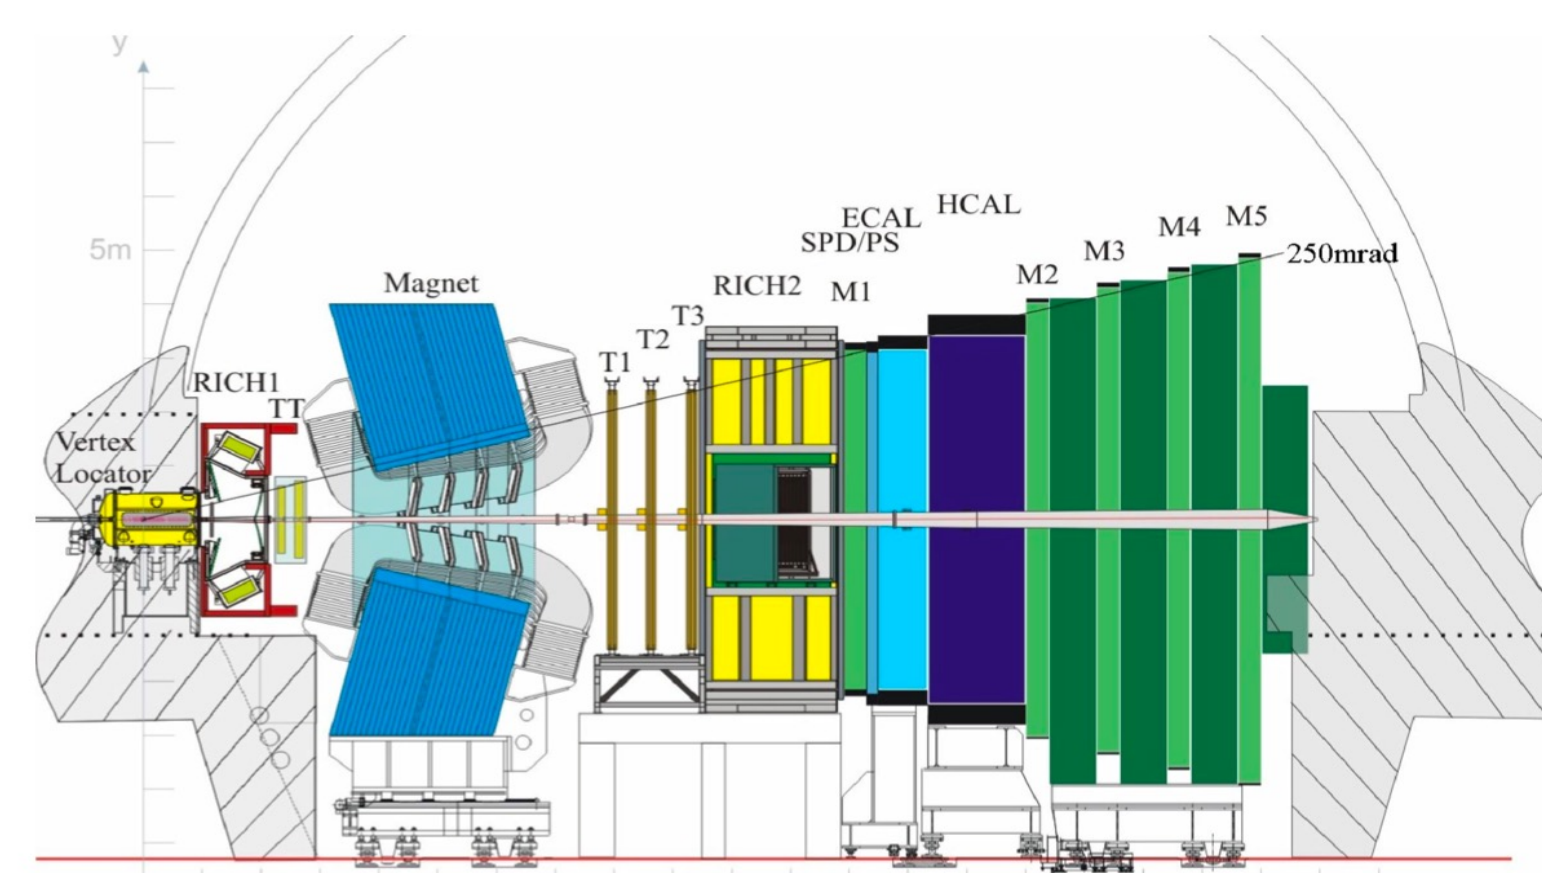 y
5m
HCAL
ECAL
SPD/PS
M5
M4
M3
250mrad
M2
M1
RICH2
Magnet
T3
T2
T1
RICH1
TT
Vertex
Locator